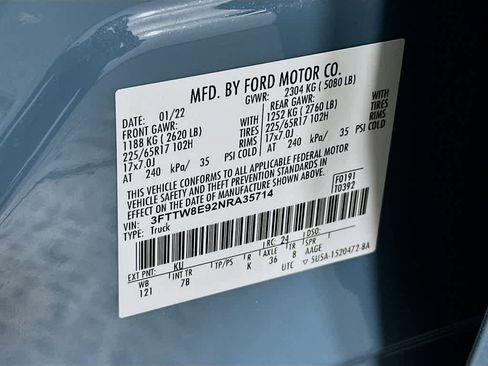 MFD. BY FORD MOTOR CO.
DATE: 01/22 GVWR: 2304 KG ( 5080 LB)
FRONT GAWR: REAR GAWR:
1188 KG ( 2620 LB) WITH 1252 KG ( 2760 LB) WITH
225/65R17 102H TIRES 225/65R17 102H TIRES
17x7.0J RIMS 17x7.0J RIMS
AT 240 kPa/ 35 PSI COLD AT 240 kPa/ 35 PSI COLD
THIS VEHICLE CONFORMS TO ALL APPLICABLE FEDERAL MOTOR
VEHICLE SAFETY AND THEFT PREVENTION STANDARDS IN EFFECT
ON THE DATE OF MANUFACTURE SHOWN ABOVE.
VIN: 3FTTW8E92NRA35714 F0191
TYPE: Truck T0392
EXT PNT: KU RC: 24 DSO:
WB INT TR TP/PS R AXLE TR SPR
121 7B K 36 8 AAGE
UTC 5U5A-1520472-BA